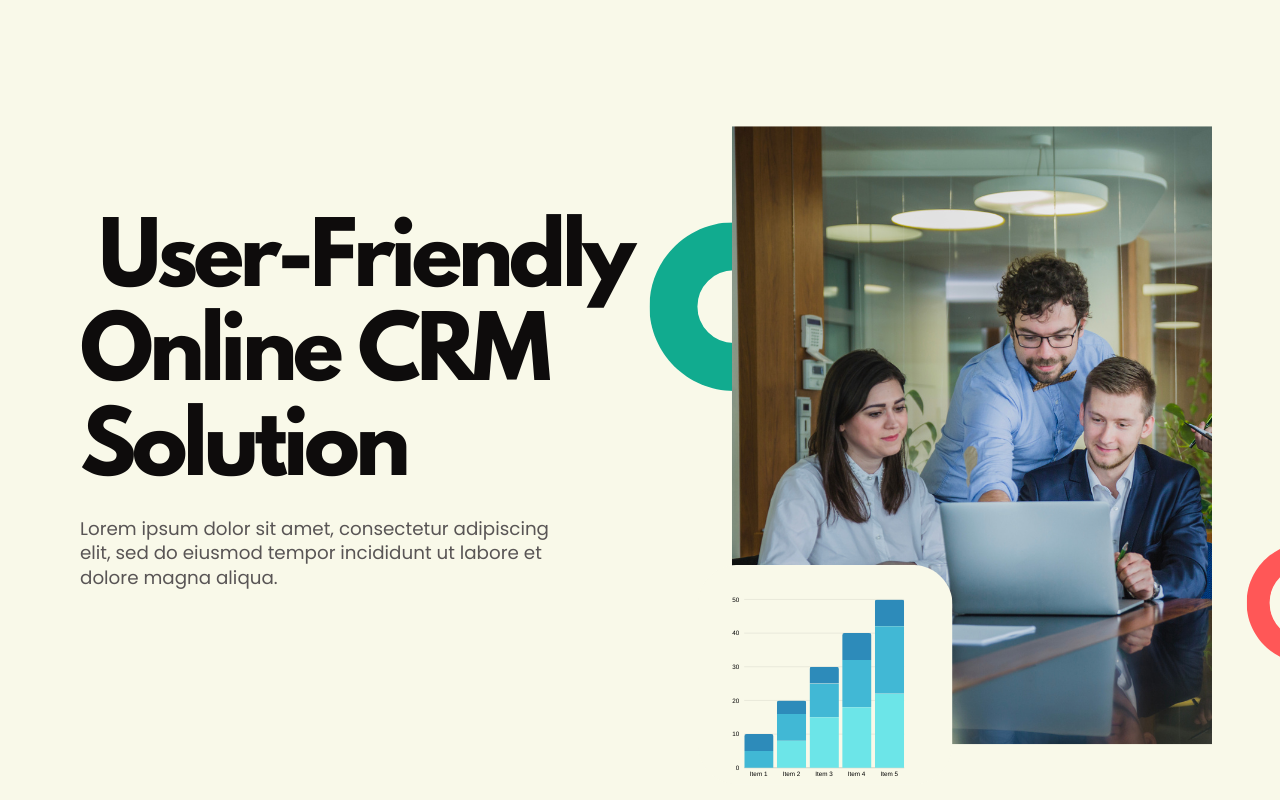 User-Friendly
Online CRM
Solution
Lorem ipsum dolor sit amet, consectetur adipiscing
elit, sed do eiusmod tempor incididunt ut labore et
dolore magna aliqua.
50
40
30
20
10
0
Item 1 Item 2 Item 3 Item 4 Item 5